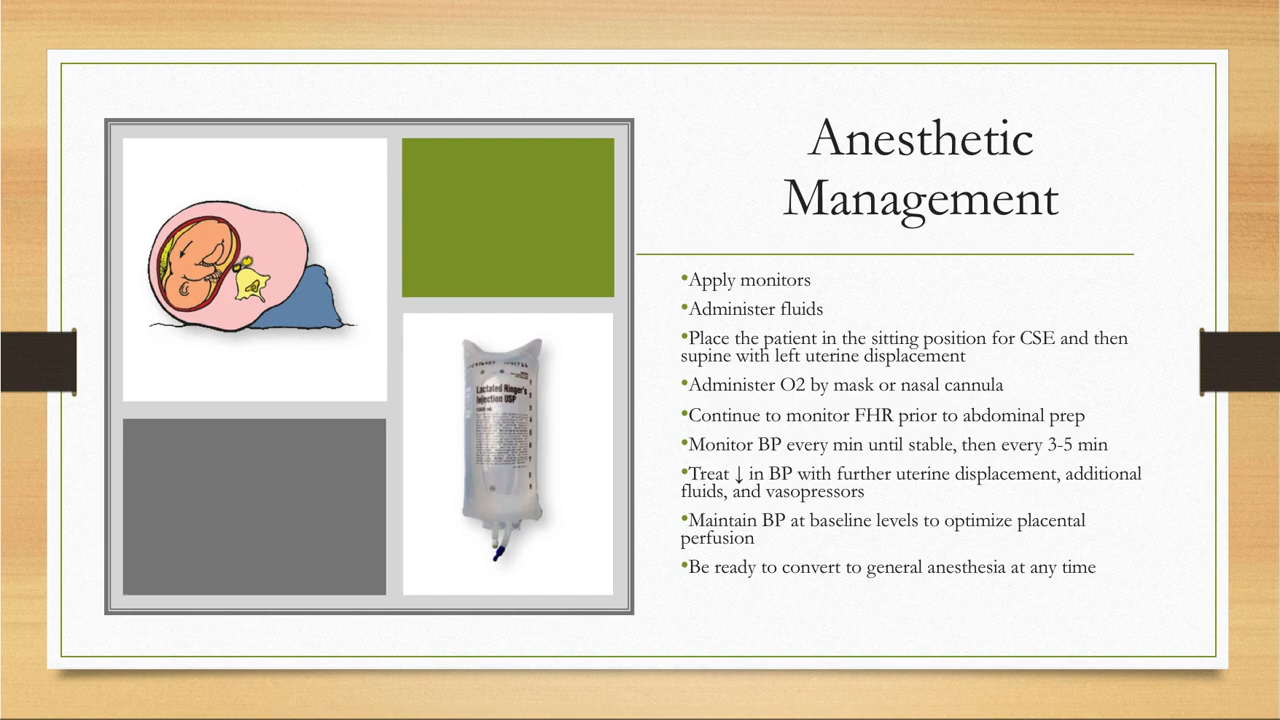 Anesthetic
Management
•Apply monitors
•Administer fluids
•Place the patient in the sitting position for CSE and then
supine with left uterine displacement
•Administer O2 by mask or nasal cannula
•Continue to monitor FHR prior to abdominal prep
•Monitor BP every min until stable, then every 3-5 min
•Treat ↓ in BP with further uterine displacement, additional
fluids, and vasopressors
•Maintain BP at baseline levels to optimize placental
perfusion
•Be ready to convert to general anesthesia at any time
Lactated Ringer's
Injection USP